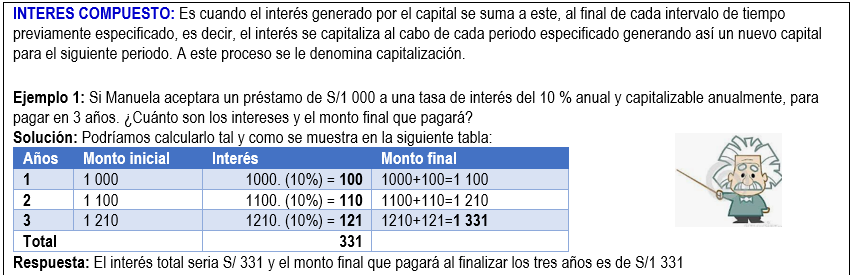 INTERES COMPUESTO: Es cuando el interés generado por el capital se suma a este, al final de cada intervalo de tiempo
previamente especificado, es decir, el interés se capitaliza al cabo de cada periodo especificado generando así un nuevo capital
para el siguiente periodo. A este proceso se le denomina capitalización.
Ejemplo 1: Si Manuela aceptara un préstamo de S/1 000 a una tasa de interés del 10 % anual y capitalizable anualmente, para
pagar en 3 años. ¿Cuánto son los intereses y el monto final que pagará?
Solución: Podríamos calcularlo tal y como se muestra en la siguiente tabla:
Años Monto inicial Interés Monto final
1 1 000 1000. (10%) = 100 1000+100=1 100
2 1 100 1100. (10%) = 110 1100+110=1 210
3 1 210 1210. (10%) = 121 1210+121=1 331
Total 331
Respuesta: El interés total seria S/ 331 y el monto final que pagará al finalizar los tres años es de S/1 331